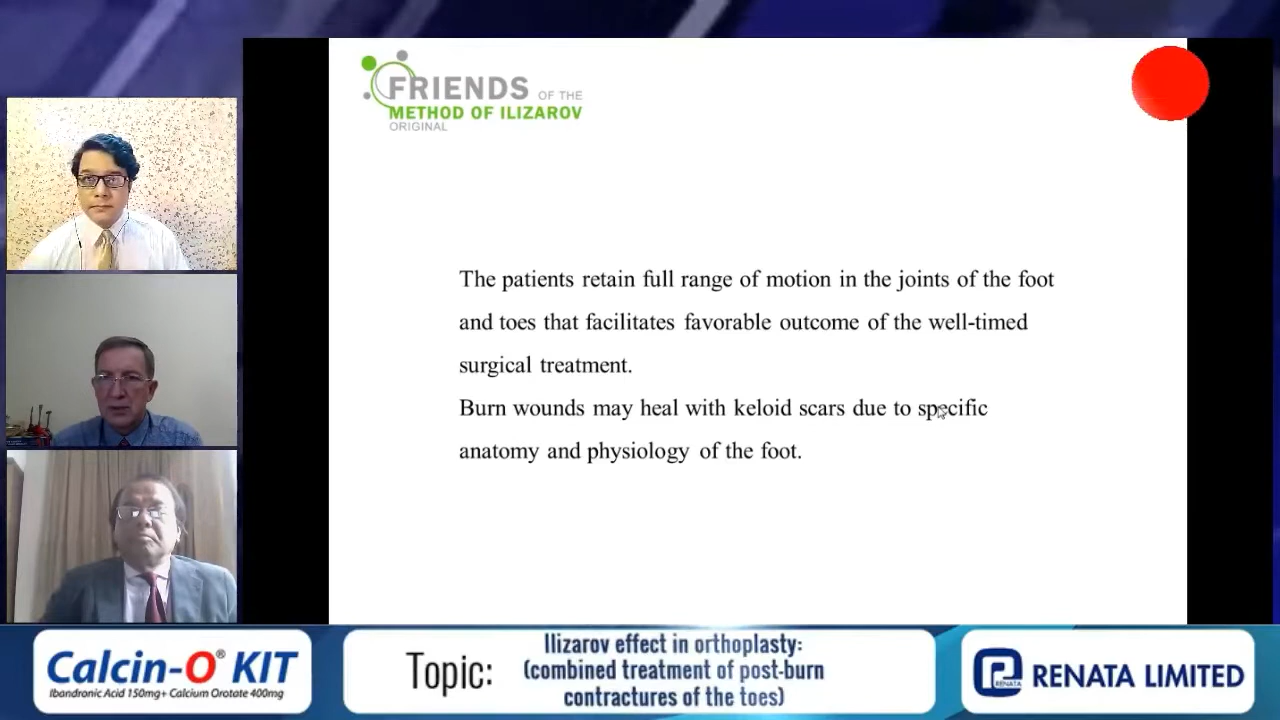 FRIENDS OF THE
METHOD OF ILIZAROV
ORIGINAL
The patients retain full range of motion in the joints of the foot
and toes that facilitates favorable outcome of the well-timed
surgical treatment.
Burn wounds may heal with keloid scars due to specific
anatomy and physiology of the foot.
Calcin-O® KIT
Ibandronic Acid 150mg+ Calcium Orotate 400mg
Topic:
Ilizarov effect in orthoplasty:
(combined treatment of post-burn
contractures of the toes)
RENATA
RENATA LIMITED